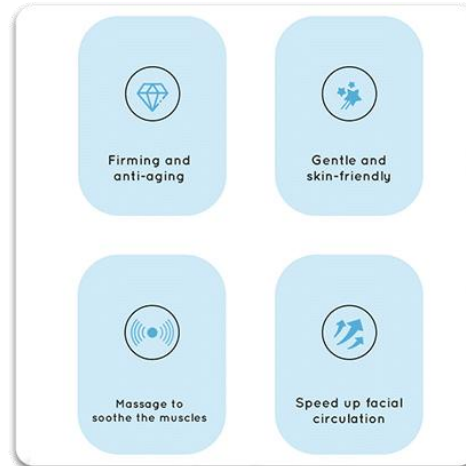 Firming and
anti-aging
Gentle and
skin-friendly
Massage to
soothe the muscles
Speed up facial
circulation